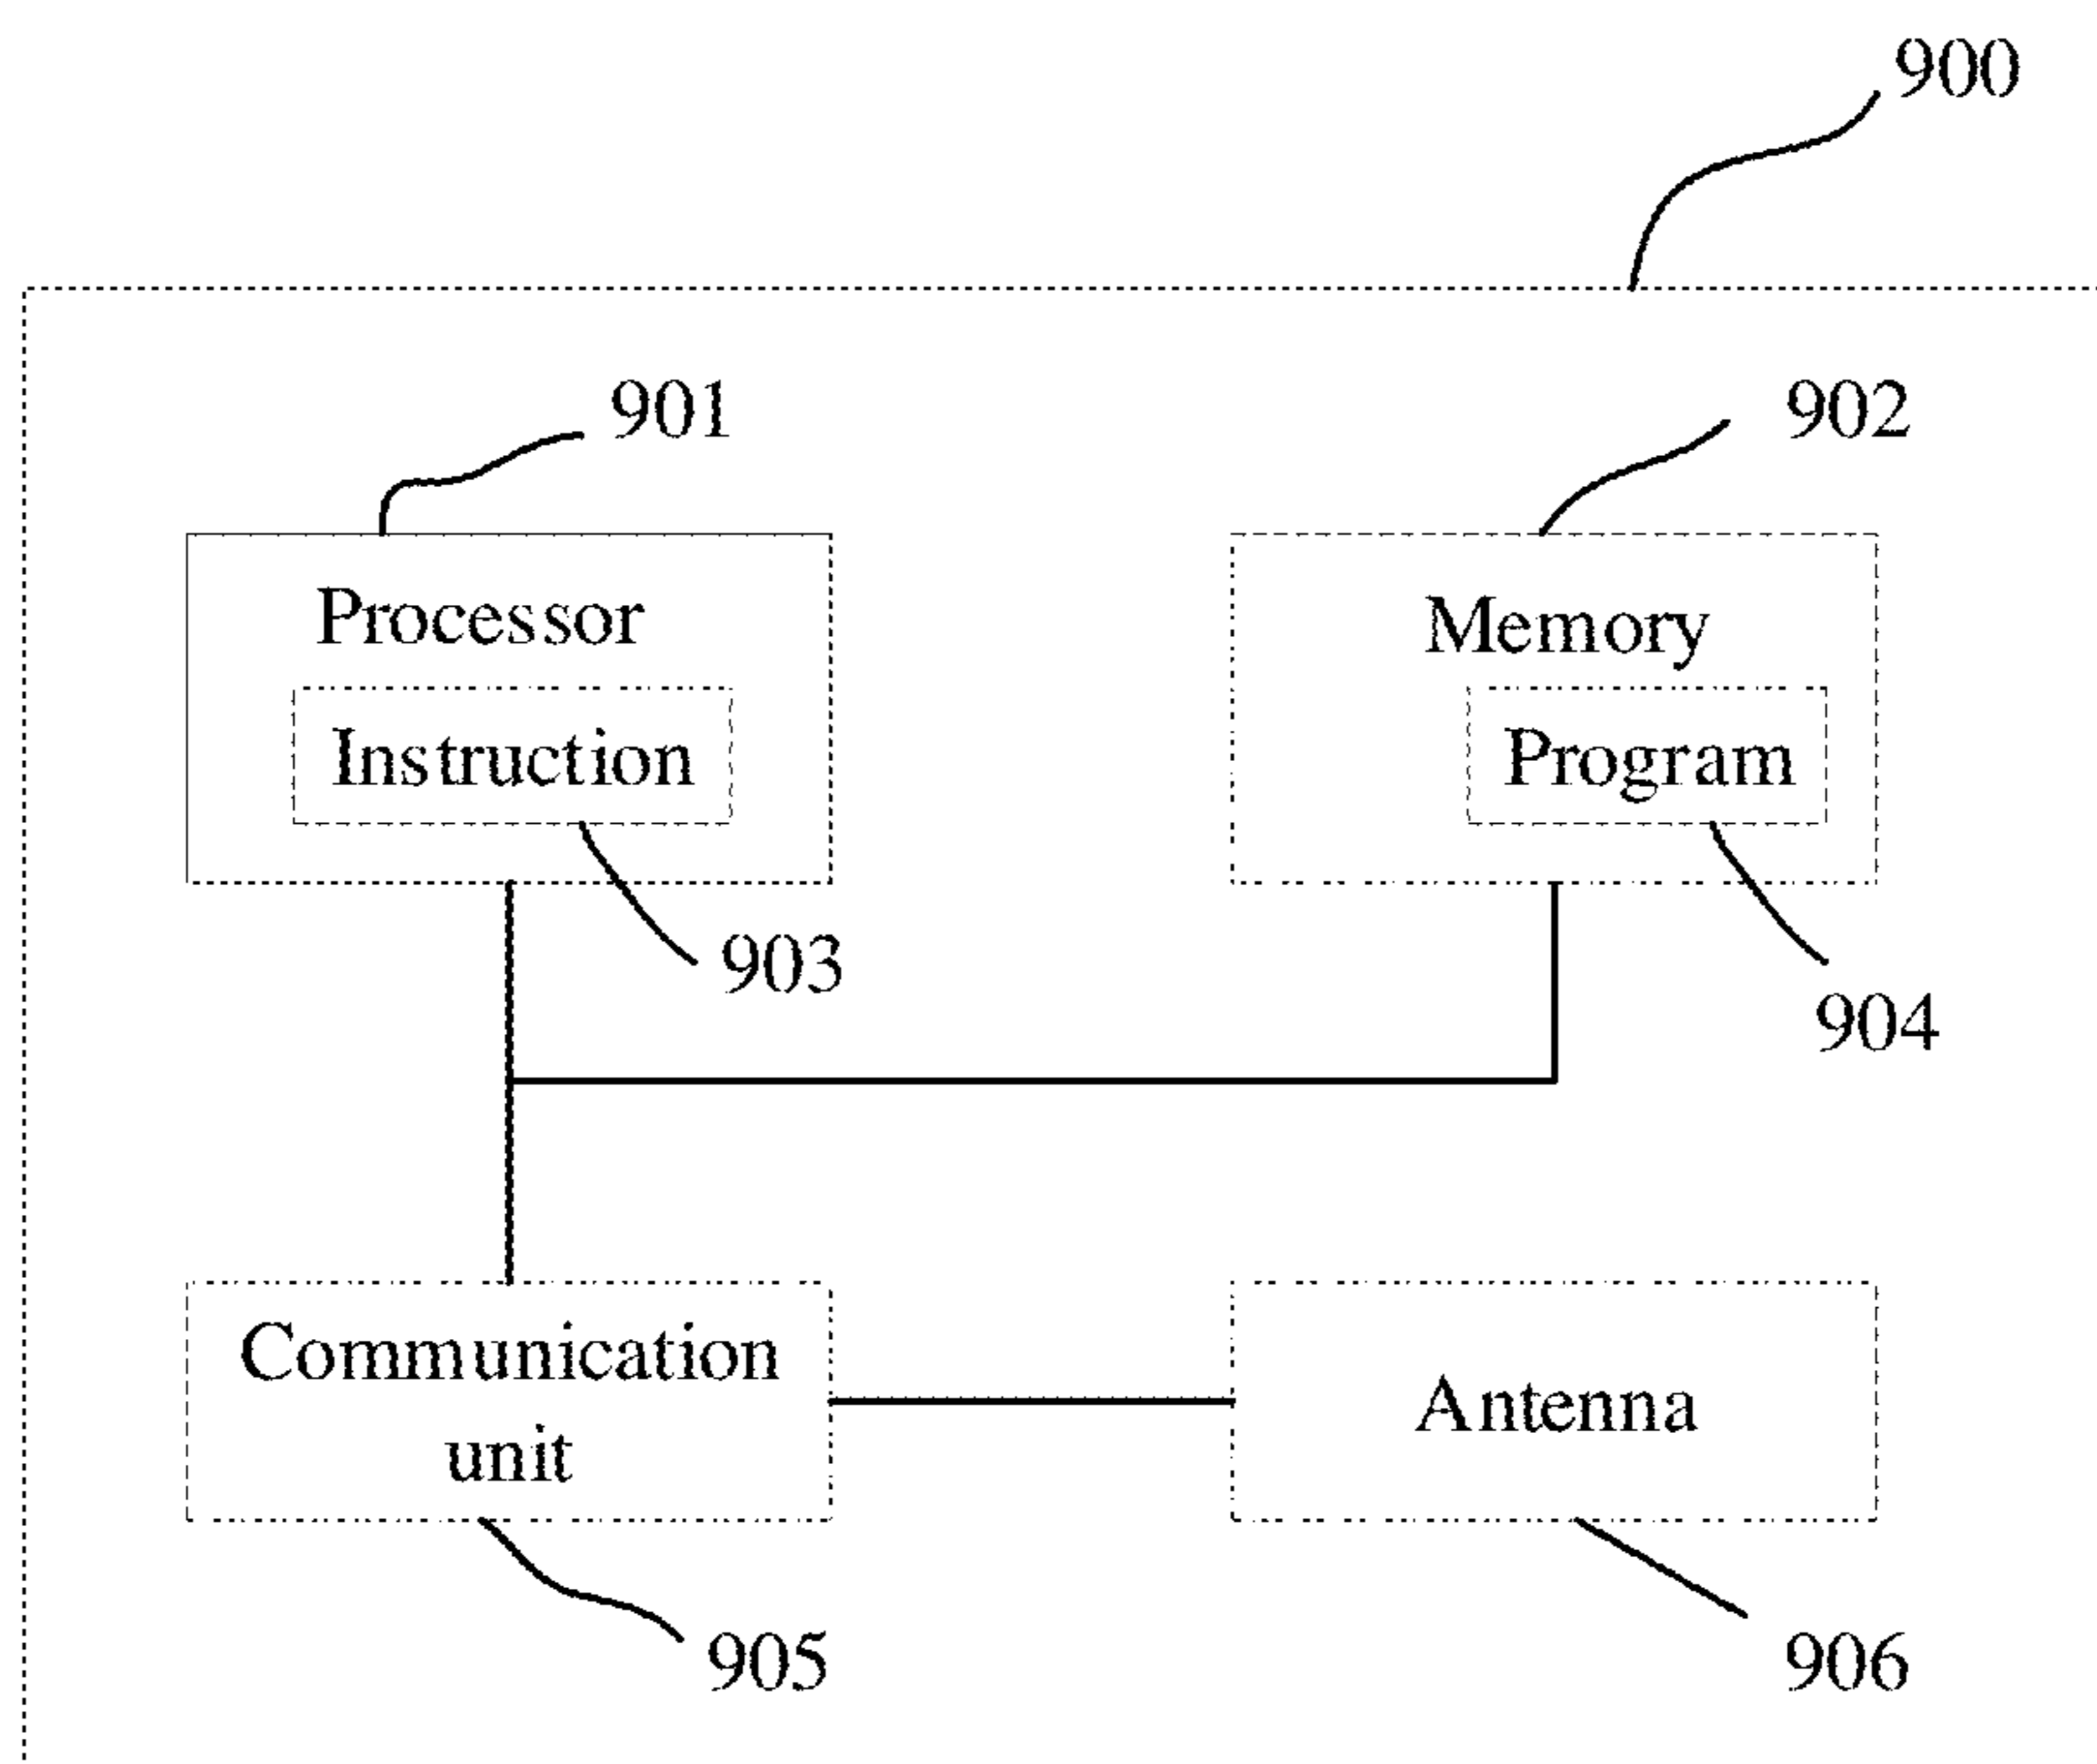 900
901
902
Processor
Memory
Instruction
Program
903
904
Communication
unit
Antenna
905
906